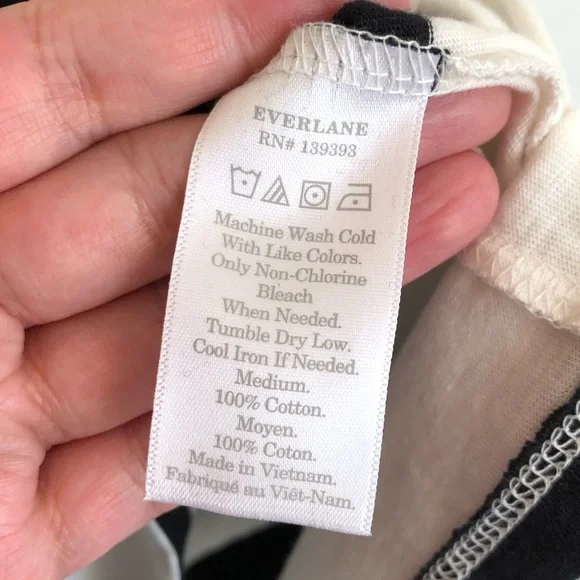 EVERLANE
RN# 139393
Machine Wash Cold
With Like Colors.
Only Non-Chlorine
Bleach
When Needed.
Tumble Dry Low.
Cool Iron If Needed.
Medium.
100% Cotton.
Moyen.
100% Coton.
Made in Vietnam.
Fabriqué au Viêt-Nam.